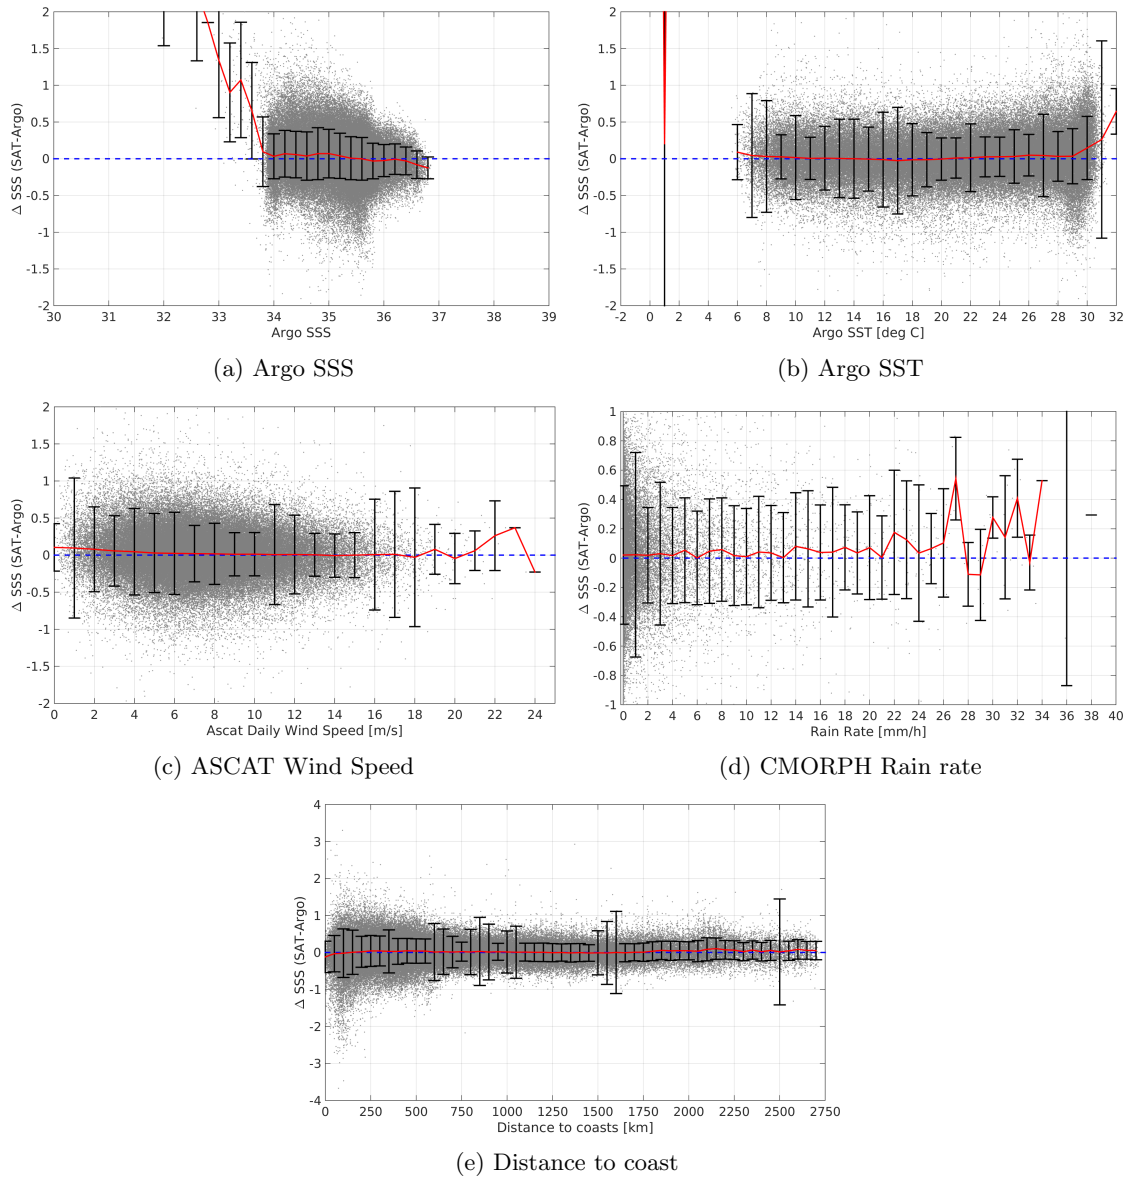 2
1.5
1
0.5
0
-0.5
-1
-1.5
-2
Δ SSS (SAT-Argo)
30 31 32 33 34 35 36 37 38 39
Argo SSS
(a) Argo SSS
2
1.5
1
0.5
0
-0.5
-1
-1.5
-2
Δ SSS (SAT-Argo)
-2 0 2 4 6 8 10 12 14 16 18 20 22 24 26 28 30 32
Argo SST [deg C]
(b) Argo SST
2
1.5
1
0.5
0
-0.5
-1
-1.5
-2
Δ SSS (SAT-Argo)
0 2 4 6 8 10 12 14 16 18 20 22 24
Ascat Daily Wind Speed [m/s]
(c) ASCAT Wind Speed
1
0.8
0.6
0.4
0.2
0
-0.2
-0.4
-0.6
-0.8
-1
Δ SSS (SAT-Argo)
0 2 4 6 8 10 12 14 16 18 20 22 24 26 28 30 32 34 36 38 40
Rain Rate [mm/h]
(d) CMORPH Rain rate
4
3
2
1
0
-1
-2
-3
-4
Δ SSS (SAT-Argo)
0 250 500 750 1000 1250 1500 1750 2000 2250 2500 2750
Distance to coasts [km]
(e) Distance to coast